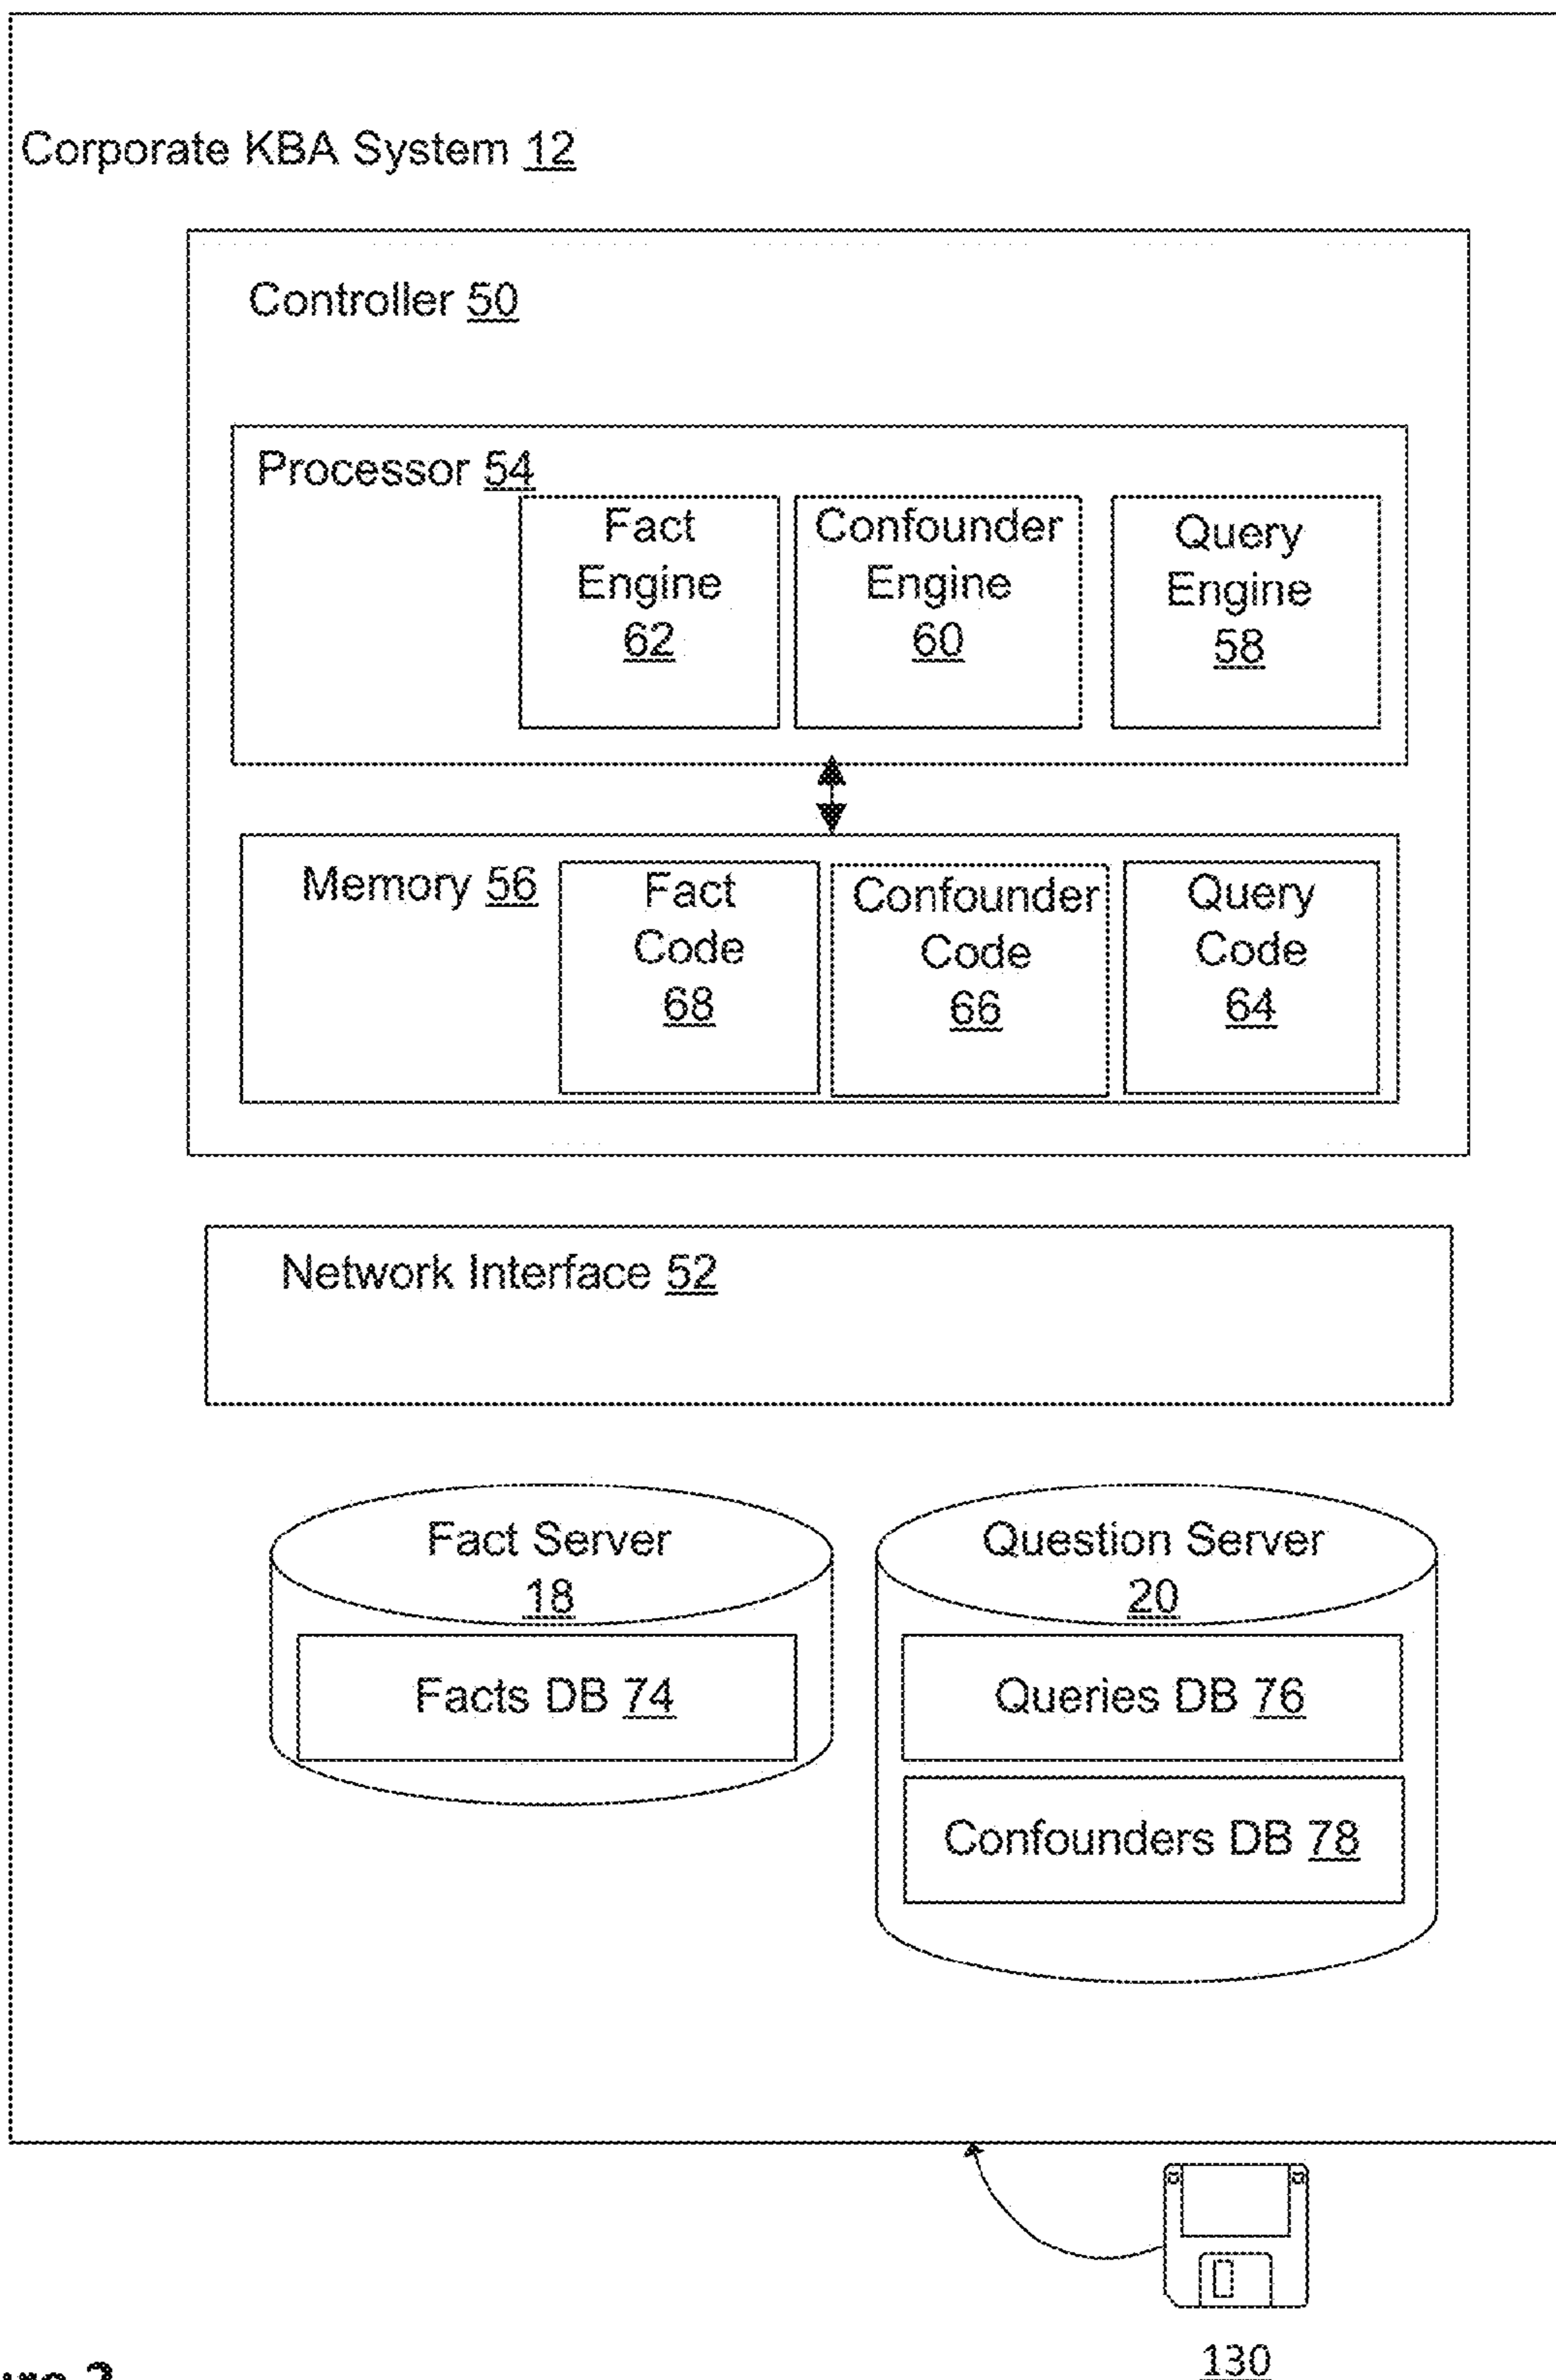 Corporate KBA System 12
Controller 50
Processor 54
Fact
Engine
62
Confounder
Engine
60
Query
Engine
58
Memory 56
Fact
Code
68
Confounder
Code
66
Query
Code
64
Network Interface 52
Fact Server
18
Facts DB 74
Question Server
20
Queries DB 76
Confounders DB 78
130